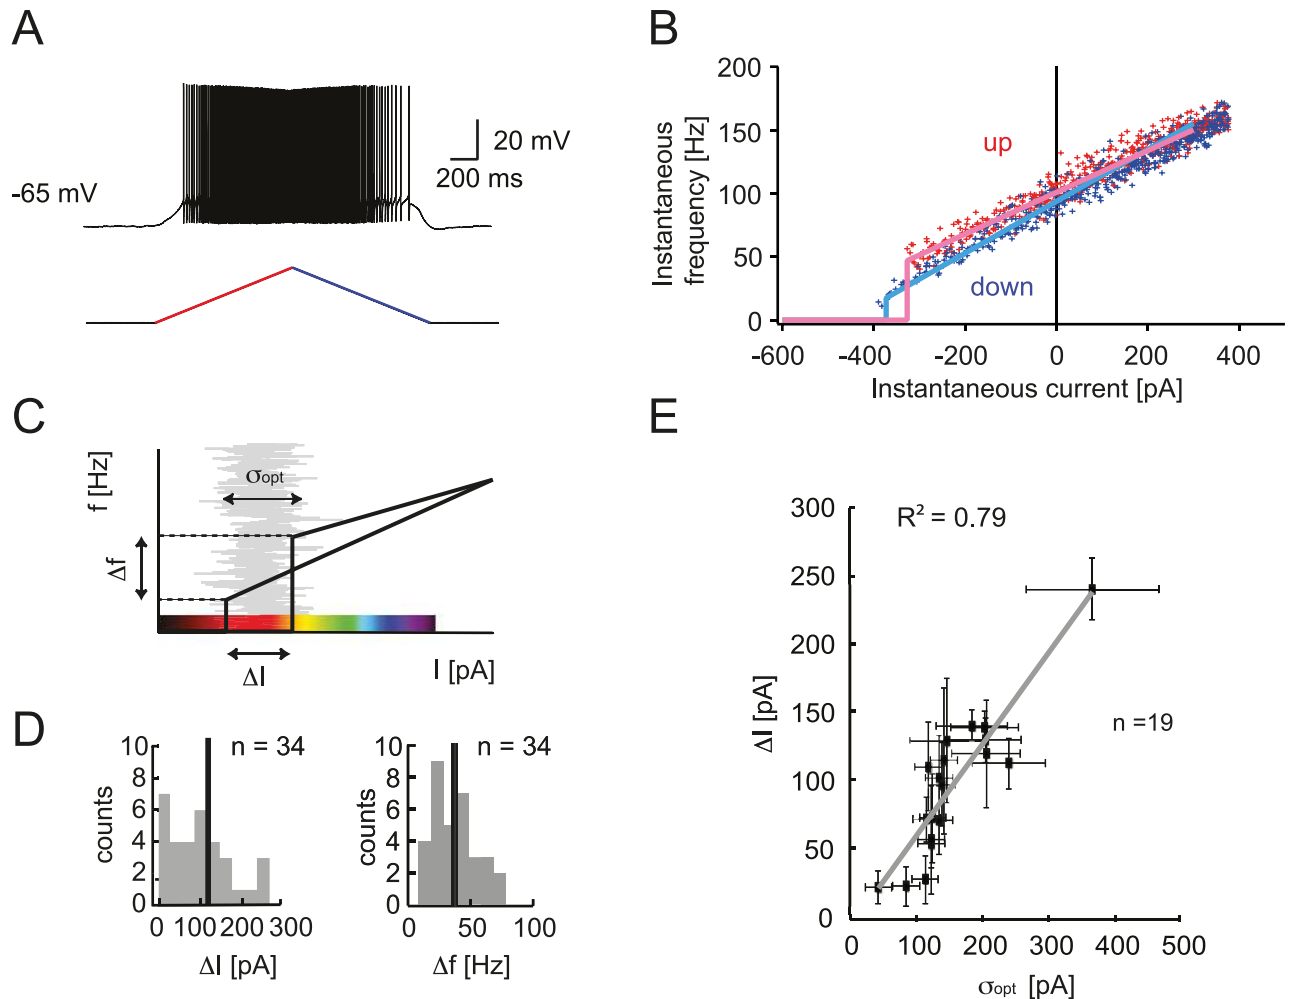 A
-65 mV
20 mV
200 ms
B
Instantaneous
frequency [Hz]
200
150
100
50
0
up
down
-600
-400
-200
0
200
400
Instantaneous current [pA]
C
f [Hz]
σopt
Δf
ΔI
I [pA]
D
counts
10
8
6
4
2
0
n = 34
0
100
200
300
ΔI [pA]
counts
10
8
6
4
2
0
n = 34
0
50
100
Δf [Hz]
E
R² = 0.79
ΔI [pA]
300
250
200
150
100
50
0
n =19
0
100
200
300
400
500
σopt [pA]